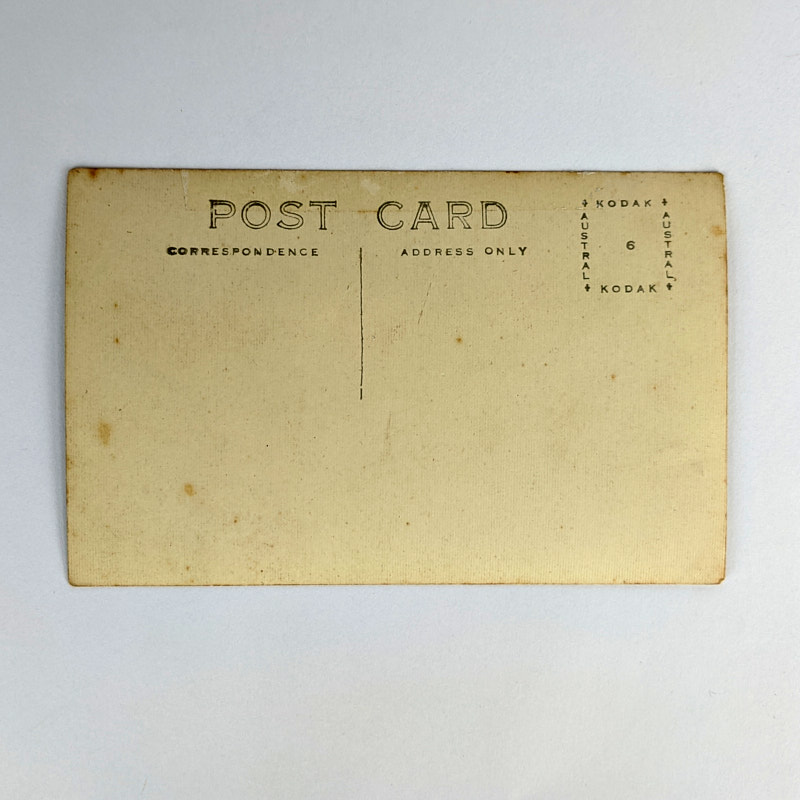 POST CARD
CORRESPONDENCE
ADDRESS ONLY
KODAK
AUSTRAL
6
AUSTRAL
KODAK